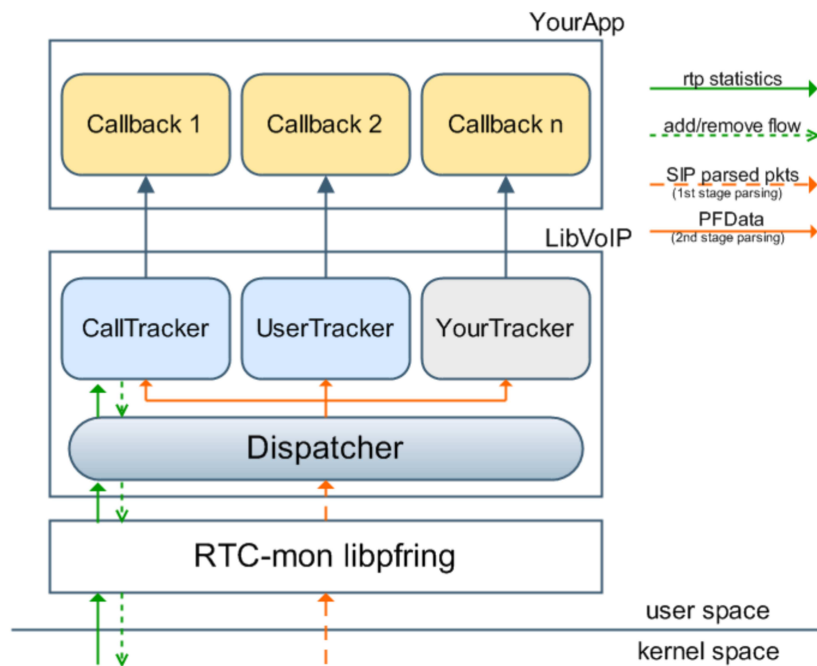 YourApp
Callback 1
Callback 2
Callback n
rtp statistics
add/remove flow
SIP parsed pkts
(1st stage parsing)
PFData
(2nd stage parsing)
LibVoIP
CallTracker
UserTracker
YourTracker
Dispatcher
RTC-mon libpfring
user space
kernel space